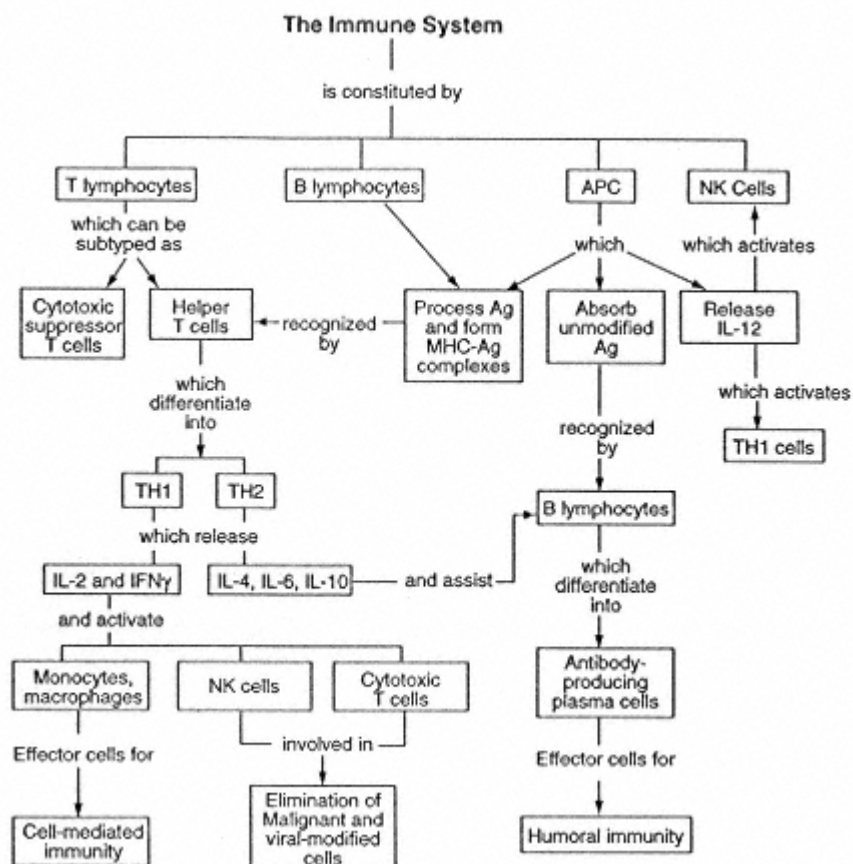 The Immune System
is constituted by
T lymphocytes
B lymphocytes
APC
NK Cells
which can be
subtyped as
which
which activates
Cytotoxic
suppressor
T cells
Helper
T cells
recognized
by
Process Ag
and form
MHC-Ag
complexes
Absorb
unmodified
Ag
Release
IL-12
which
differentiate
into
recognized
by
which activates
TH1 cells
TH1
TH2
B lymphocytes
which release
IL-2 and IFNγ
IL-4, IL-6, IL-10
and assist
which
differentiate
into
and activate
Monocytes,
macrophages
NK cells
Cytotoxic
T cells
Antibody-
producing
plasma cells
Effector cells for
involved in
Effector cells for
Cell-mediated
immunity
Elimination of
Malignant and
viral-modified
cells
Humoral immunity